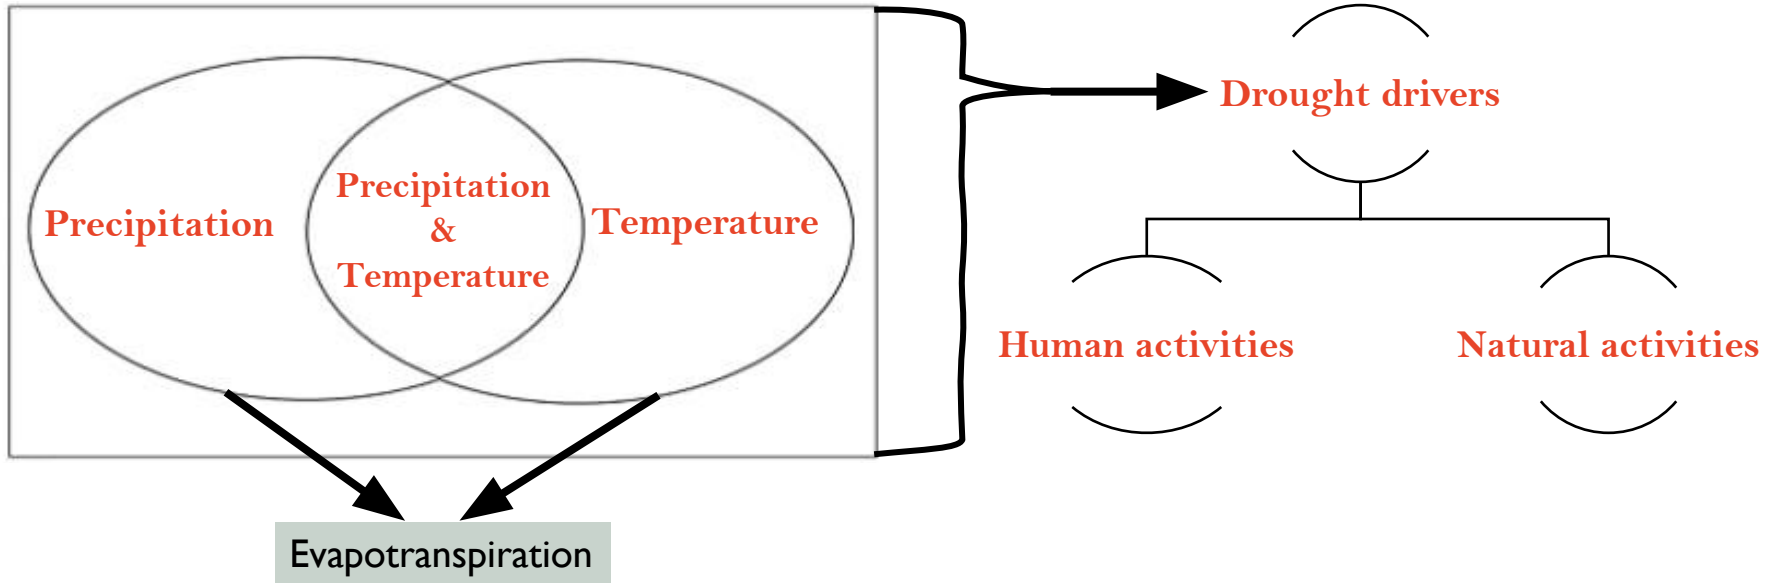 Precipitation
Precipitation
&
Temperature
Temperature
Evapotranspiration
Drought drivers
Human activities
Natural activities